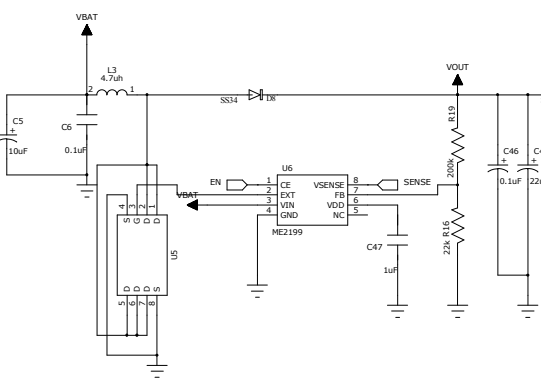 VBAT
L3
4.7uh
2
1
VOUT
SS34
D8
C5
+
10uF
C6
0.1uF
R19
200k
C46
+
0.1uF
+
22u
U6
EN
1
CE
VSENSE
8
SENSE
2
EXT
FB
7
VBAT
3
VIN
VDD
6
4
GND
NC
5
ME2199
4
3
2
1
S
G
D
D
U5
D
D
D
S
5
6
7
8
C47
1uF
22k R16